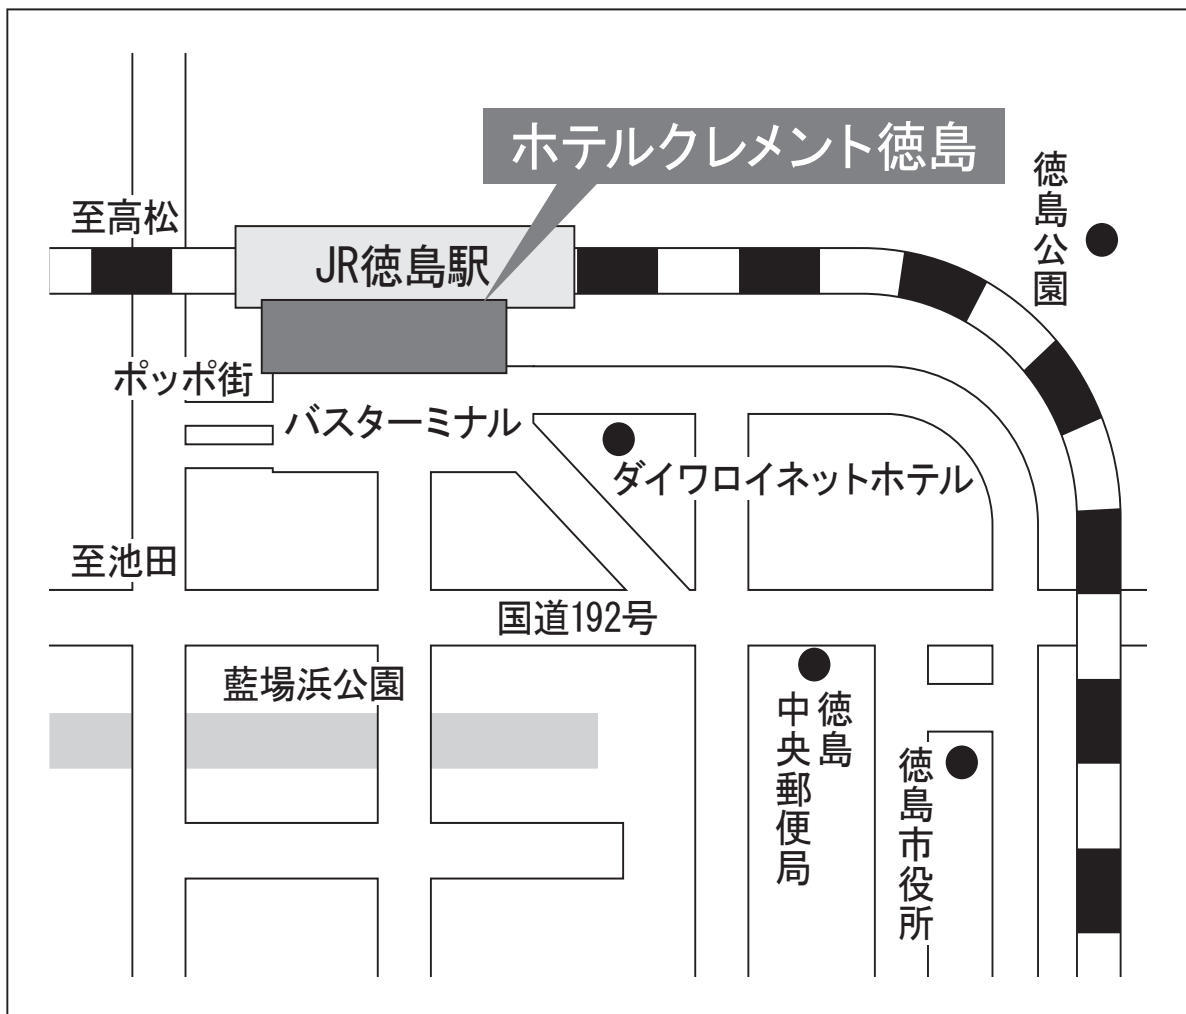 ホテルクレメント徳島
徳島公園
至高松
JR徳島駅
ポッポ街
バスターミナル
ダイワロイネットホテル
至池田
国道192号
藍場浜公園
徳島
中央郵便局
徳島市役所